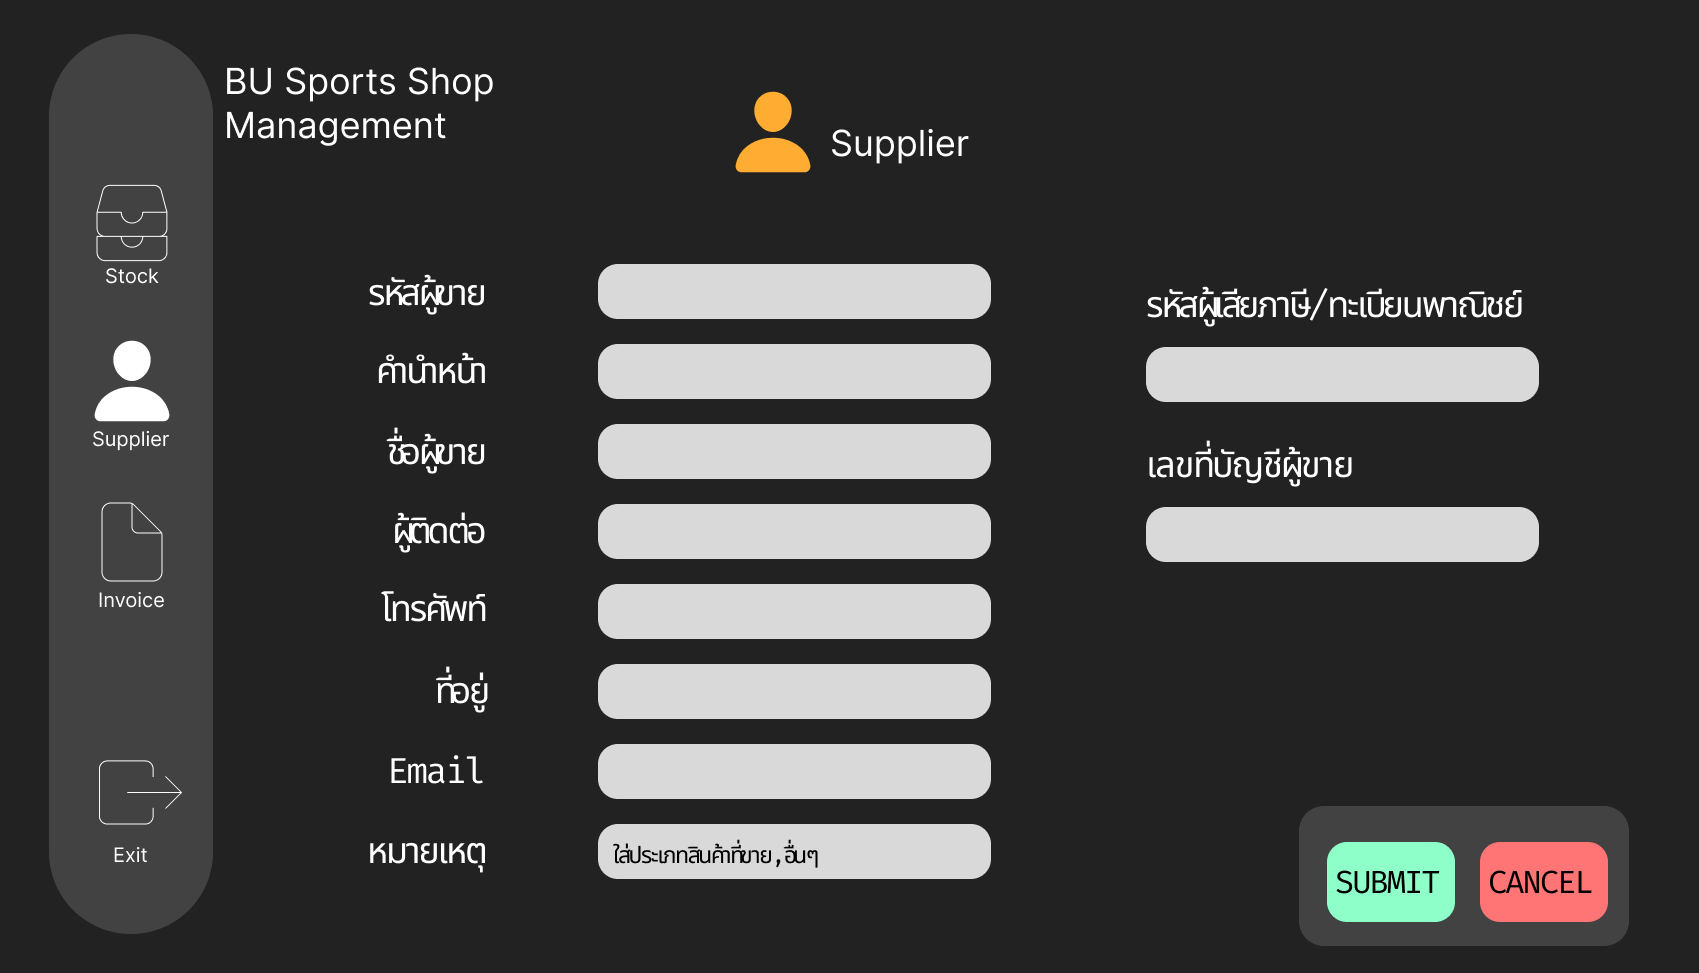 BU Sports Shop
Management
Supplier
Stock
Supplier
Invoice
Exit
รหัสผู้ขาย
คำนำหน้า
ชื่อผู้ขาย
ผู้ติดต่อ
โทรศัพท์
ที่อยู่
Email
หมายเหตุ
ใส่ประเภทสินค้าที่ขาย,อื่นๆ
รหัสผู้เสียภาษี/ทะเบียนพาณิชย์
เลขที่บัญชีผู้ขาย
SUBMIT
CANCEL